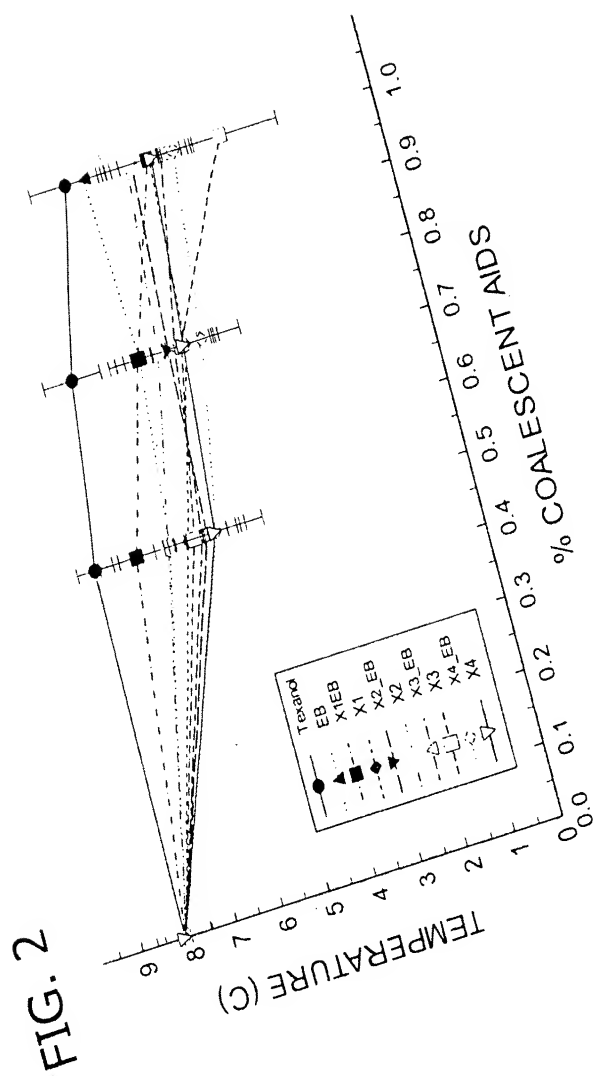 FIG. 2
TEMPERATURE (C)
9
8
7
6
5
4
3
2
1
0
0.0
0.1
0.2
0.3
0.4
0.5
0.6
0.7
0.8
0.9
1.0
% COALESCENT AIDS
Texanol
EB
X1EB
X1
X2_EB
X2
X3_EB
X3
X4_EB
X4